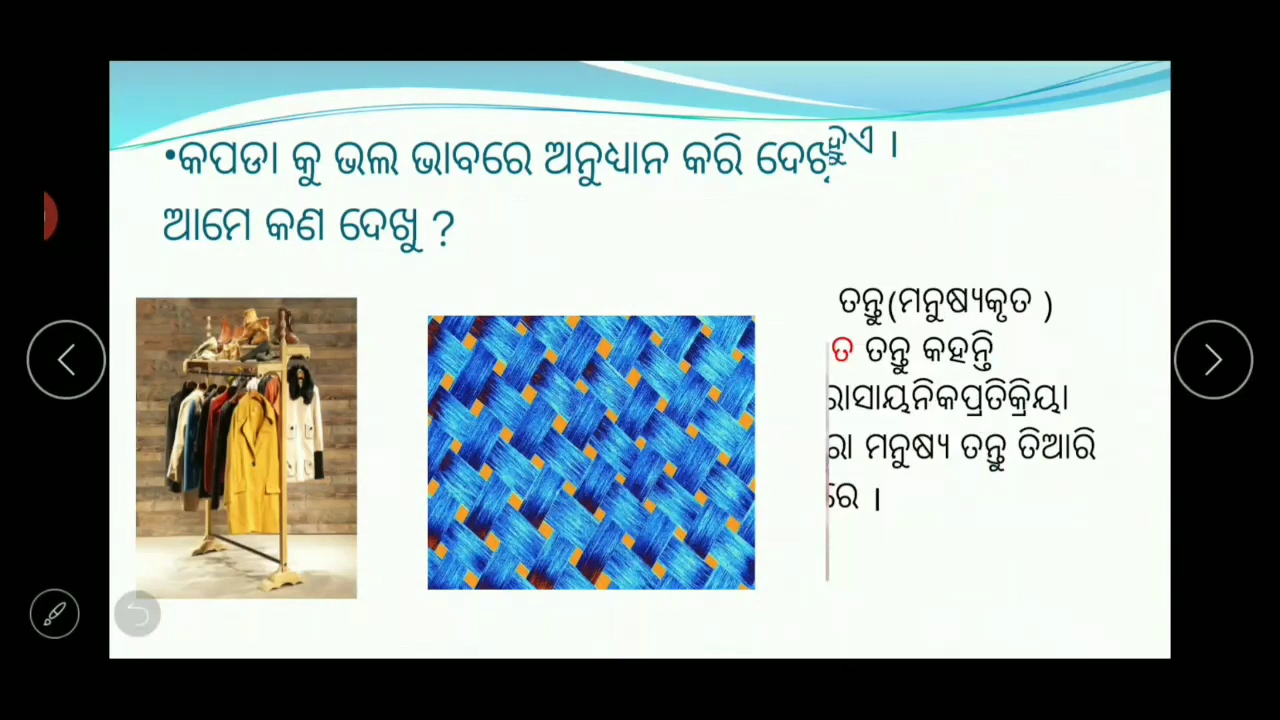 •କପଡା କୁ ଭଲ ଭାବରେ ଅନୁଧ୍ୟାନ କରି
ଆମେ କଣ ଦେଖୁ ?
ତନ୍ତୁ(ମନୁଷ୍ୟକୃତ )
ତନ୍ତୁ କହନ୍ତି
ରାସାୟନିକପ୍ରତିକ୍ରିୟା
ମନୁଷ୍ୟ ତନ୍ତୁ ତିଆରି